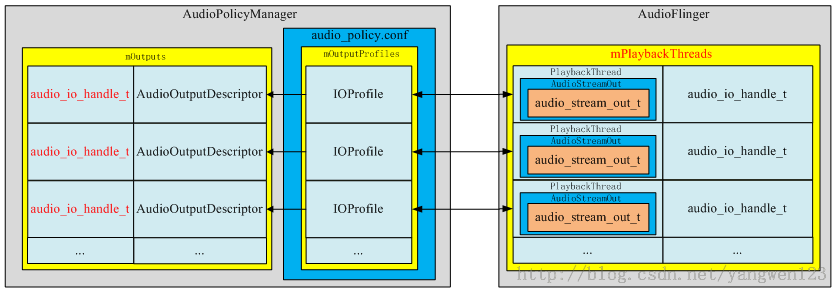 AudioPolicyManager
AudioFlinger
audio_policy.conf
mOutputs
mOutputProfiles
mPlaybackThreads
audio_io_handle_t AudioOutputDescriptor IOProfile
PlaybackThread
AudioStreamOut
audio_stream_out_t
audio_io_handle_t
audio_io_handle_t AudioOutputDescriptor IOProfile
PlaybackThread
AudioStreamOut
audio_stream_out_t
audio_io_handle_t
audio_io_handle_t AudioOutputDescriptor IOProfile
PlaybackThread
AudioStreamOut
audio_stream_out_t
audio_io_handle_t
... ... ... ... ...
http://blog.csdn.net/yangwen123